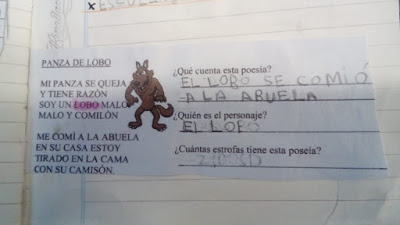 PANZA DE LOBO
MI PANZA SE QUEJA
Y TIENE RAZÓN
SOY UN LOBO MALO
MALO Y COMILÓN
ME COMÍ A LA ABUELA
EN SU CASA ESTOY
TIRADO EN LA CAMA
CON SU CAMISÓN.
¿Qué cuenta esta poesía?
EL LOBO SE COMIÓ
A LA ABUELA
¿Quién es el personaje?
EL LOBO
¿Cuántas estrofas tiene esta poseía?